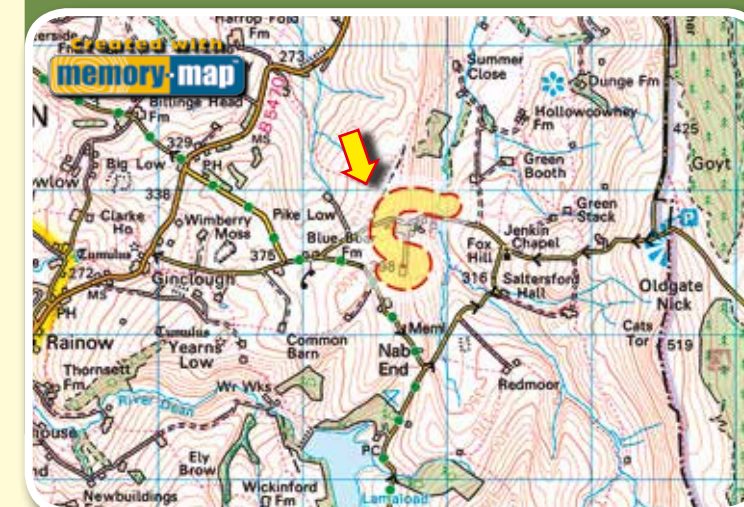 Created with
memory-map
Harrop Fold
Fm
Billinge Head
Fm
273
B5470
MS
329
PH
Big Low
338
Clarke
Ho
Wimberry
Moss
Tumulus
272
MS
PH
Rainow
Ginclough
375
Pike Low
Fm
Summer
Close
Dunge Fm
Hollowcowhey
Fm
Green
Booth
Green
Stack
Jenkin
Chapel
Fox
Hill
316
Saltersford
Hall
425
Goyt
P
Oldgate
Nick
Cats
Tor
519
Tumulus
Yearns
Low
Common
Barn
Meml
Nab
End
Redmoor
Thornsett
Fm
River Dean
Wr Wks
Ely
Brow
PC
Wickinford
Fm
Lamaload
Newbuildings